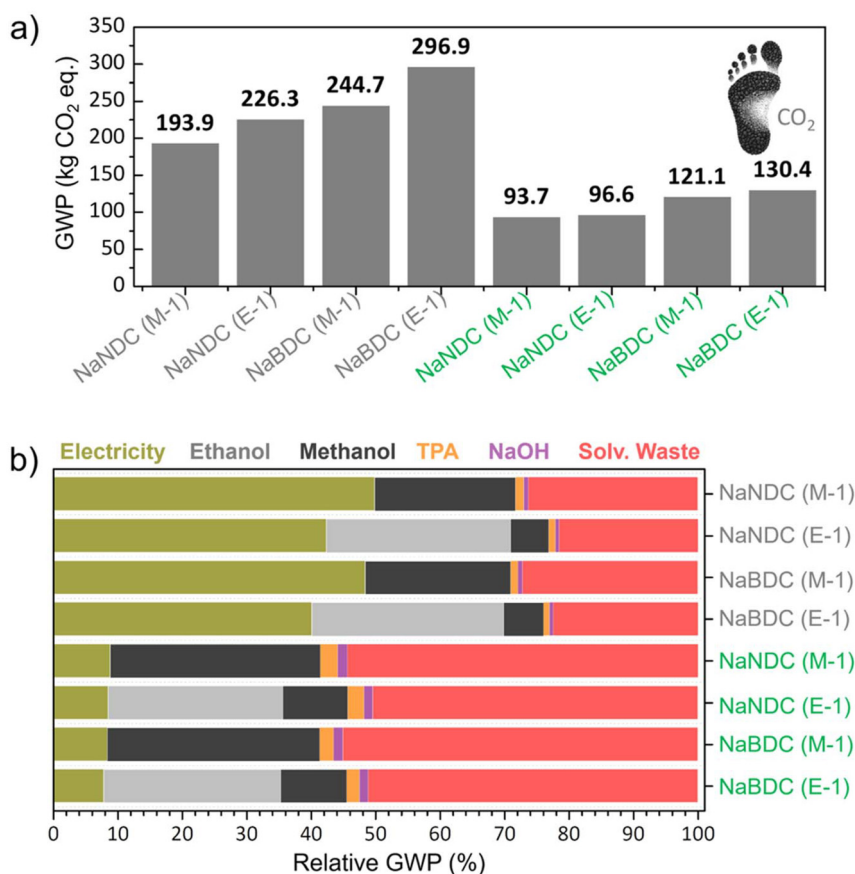 a)
GWP (kg CO₂ eq.)
350
300
250
200
150
100
50
0
193.9
226.3
244.7
296.9
93.7
96.6
121.1
130.4
CO₂
NaNDC (M-1)
NaNDC (E-1)
NaBDC (M-1)
NaBDC (E-1)
NaNDC (M-1)
NaNDC (E-1)
NaBDC (M-1)
NaBDC (E-1)
b)
Electricity Ethanol Methanol TPA NaOH Solv. Waste
NaNDC (M-1)
NaNDC (E-1)
NaBDC (M-1)
NaBDC (E-1)
NaNDC (M-1)
NaNDC (E-1)
NaBDC (M-1)
NaBDC (E-1)
0 10 20 30 40 50 60 70 80 90 100
Relative GWP (%)